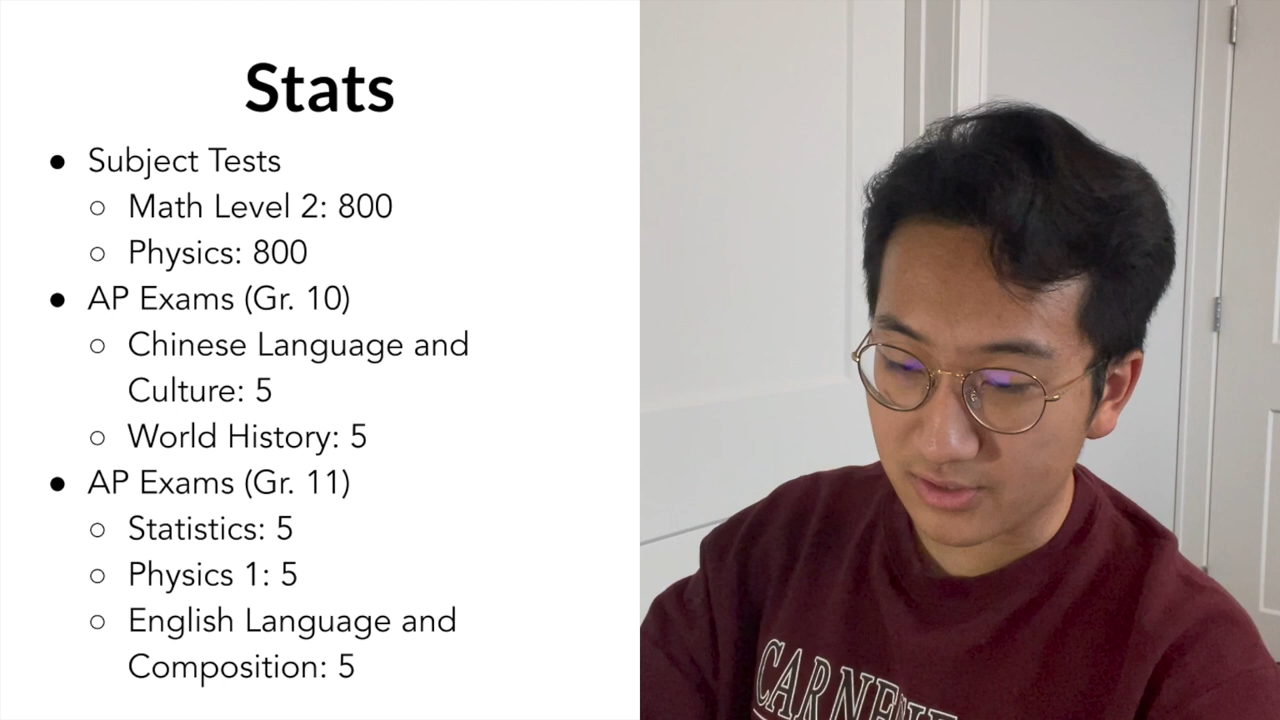 Stats
● Subject Tests
○ Math Level 2: 800
○ Physics: 800
● AP Exams (Gr. 10)
○ Chinese Language and
Culture: 5
○ World History: 5
● AP Exams (Gr. 11)
○ Statistics: 5
○ Physics 1: 5
○ English Language and
Composition: 5
CARNEGIE